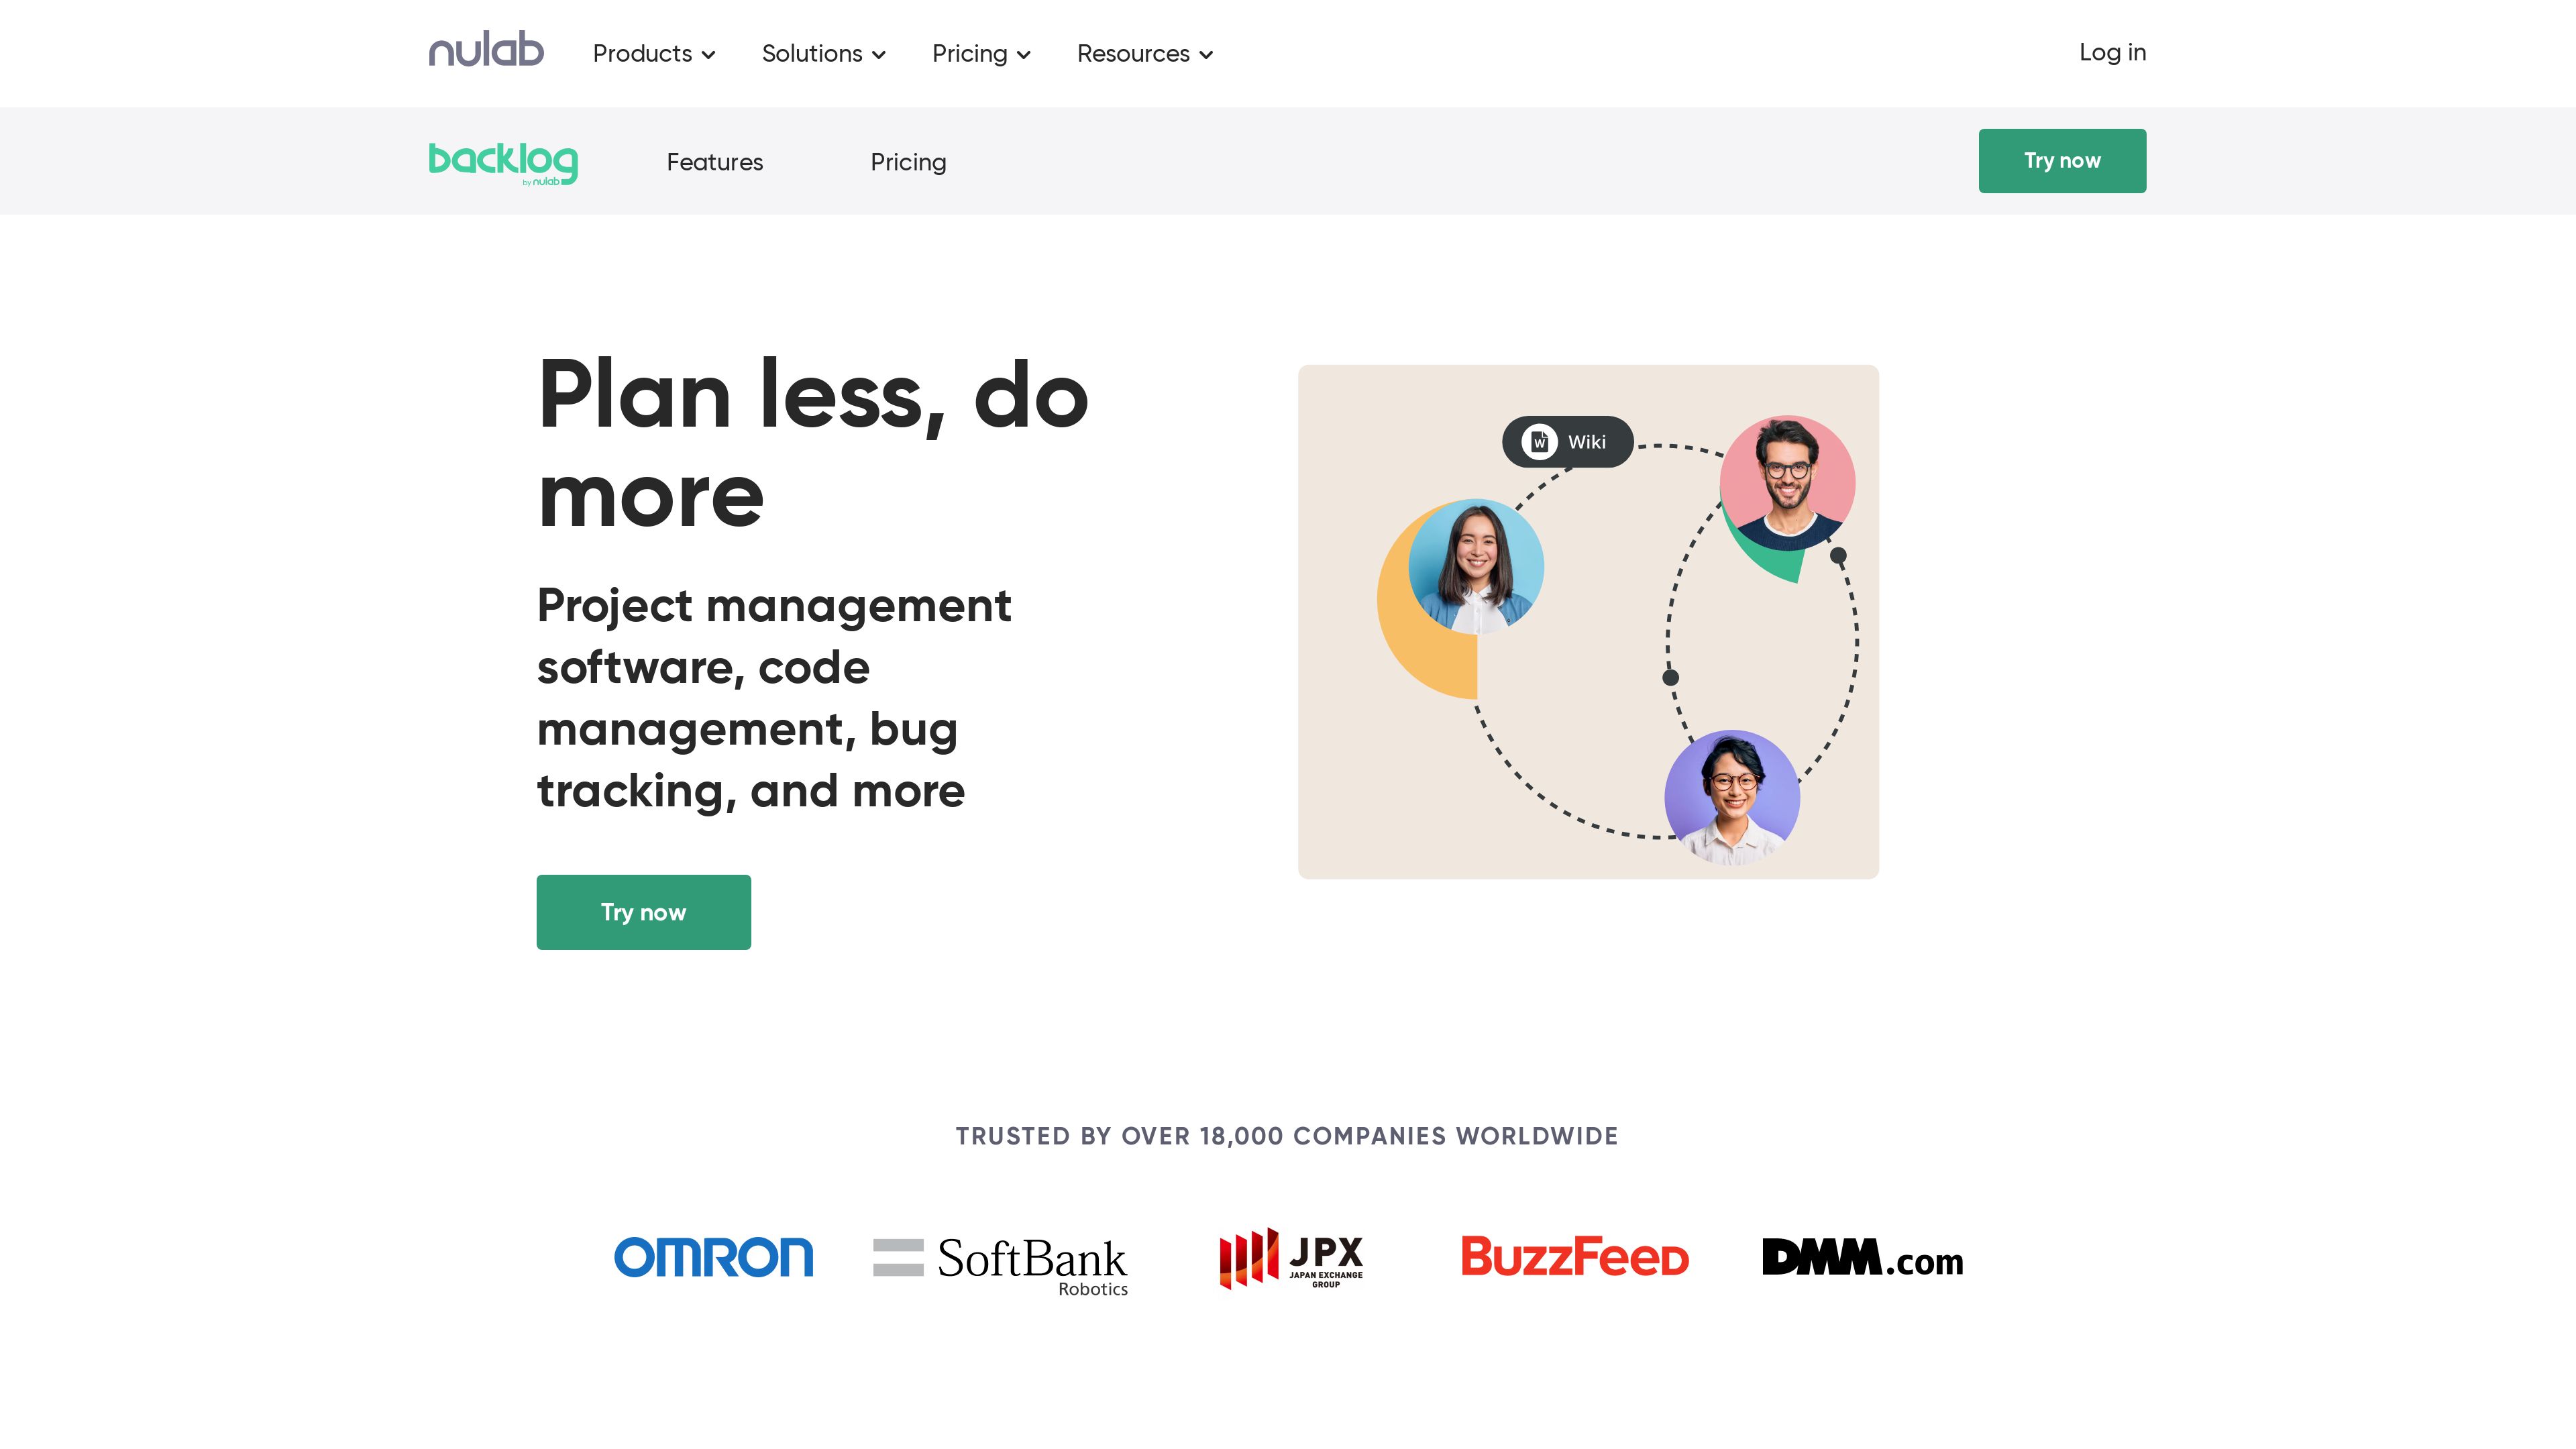 nulab Products Solutions Pricing Resources Log in
backlog by nulab Features Pricing Try now
Plan less, do
more
Project management
software, code
management, bug
tracking, and more
Try now
W Wiki
TRUSTED BY OVER 18,000 COMPANIES WORLDWIDE
OMRON
SoftBank
Robotics
JPX
JAPAN EXCHANGE
GROUP
BuzzFeed
DMM.com